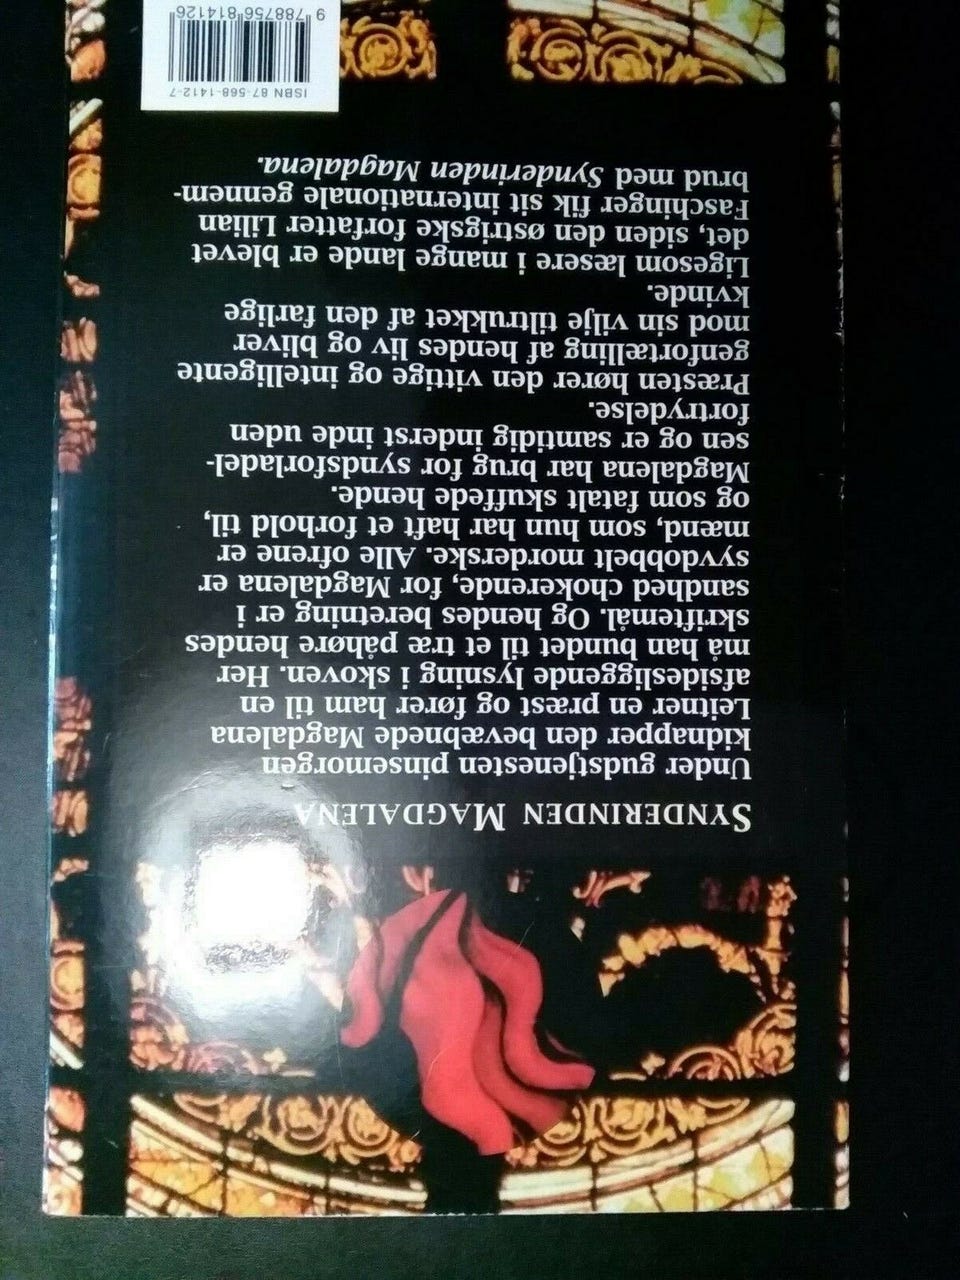 SYNDERINDEN MAGDALENA
Under gudstjenesten pinsemorgen
kidnapper den bevæbnede Magdalena
Leitner en præst og fører ham til en
afsidesliggende lysning i skoven. Her
må han bundet til et træ påhøre hendes
skriftemål. Og hendes beretning er i
sandhed chokerende, for Magdalena er
syvdobbelt morderske. Alle ofrene er
mænd, som hun har haft et forhold til,
og som fatalt skuffede hende.
Magdalena har brug for syndsforladel-
sen og er samtidig inderst inde uden
fortrydelse.
Præsten hører den vittige og intelligente
genfortælling af hendes liv og bliver
mod sin vilje tiltrukket af den farlige
kvinde.
Ligesom læsere i mange lande er blevet
det, siden den østrigske forfatter Lilian
Faschinger fik sit internationale gennem-
brud med Synderinden Magdalena.
ISBN 87-568-1412-7
9 788756 814126